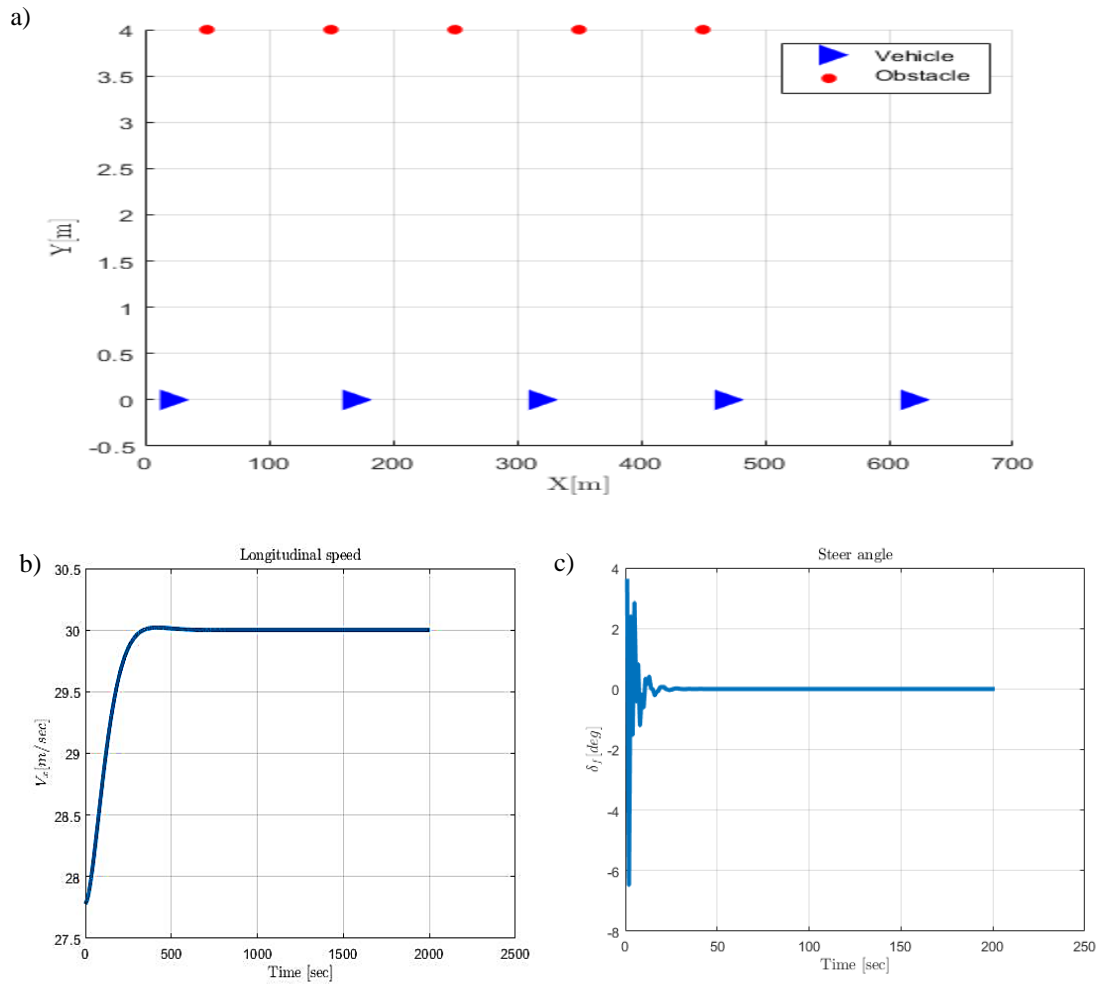 a)
4
3.5
3
2.5
2
1.5
1
0.5
0
-0.5
Y[m]
Vehicle
Obstacle
0 100 200 300 400 500 600 700
X[m]
b)
Longitudinal speed
30.5
30
29.5
29
28.5
28
27.5
V_x[m/sec]
0 500 1000 1500 2000 2500
Time [sec]
c)
Steer angle
4
2
0
-2
-4
-6
-8
δ_f[deg]
0 50 100 150 200 250
Time [sec]